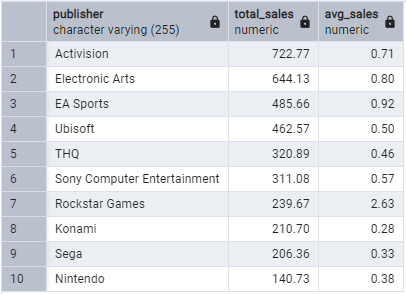 publisher total_sales avg_sales
character varying (255) numeric numeric
1 Activision 722.77 0.71
2 Electronic Arts 644.13 0.80
3 EA Sports 485.66 0.92
4 Ubisoft 462.57 0.50
5 THQ 320.89 0.46
6 Sony Computer Entertainment 311.08 0.57
7 Rockstar Games 239.67 2.63
8 Konami 210.70 0.28
9 Sega 206.36 0.33
10 Nintendo 140.73 0.38